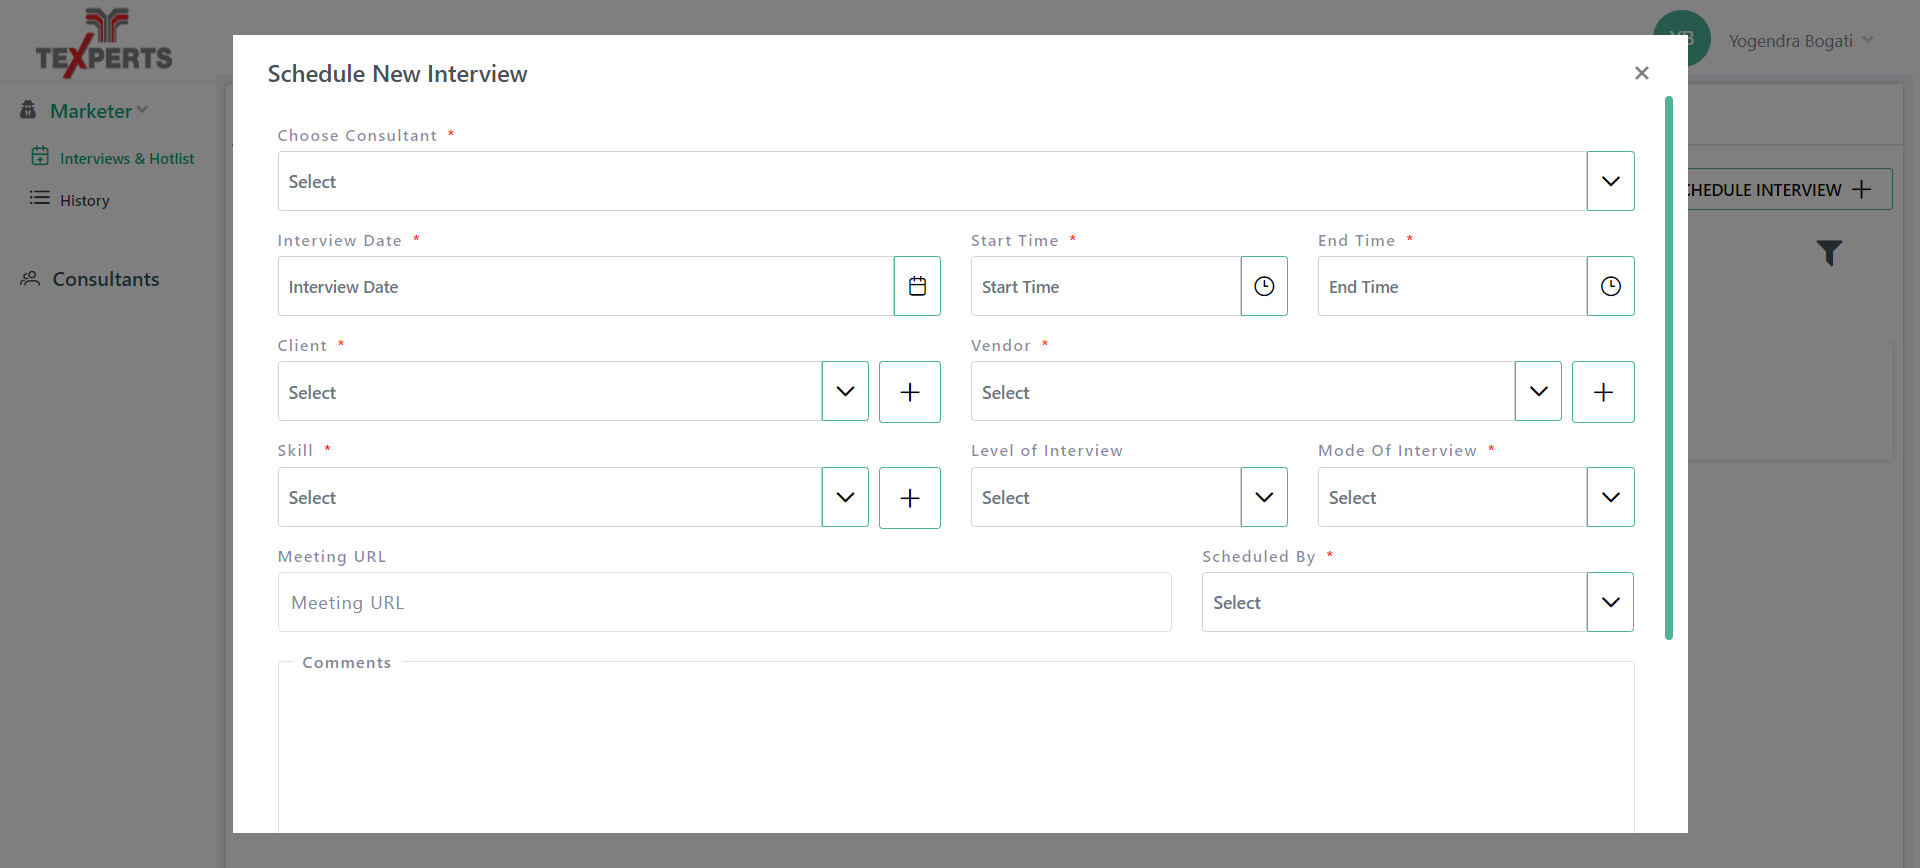 TEXPERTS
YB
Yogendra Bogati
Marketer
Interviews & Hotlist
History
Consultants
CHEDULE INTERVIEW
Schedule New Interview
Choose Consultant *
Select
Interview Date * Start Time * End Time *
Interview Date Start Time End Time
Client * Vendor *
Select Select
Skill * Level of Interview Mode Of Interview *
Select Select Select
Meeting URL Scheduled By *
Meeting URL Select
Comments